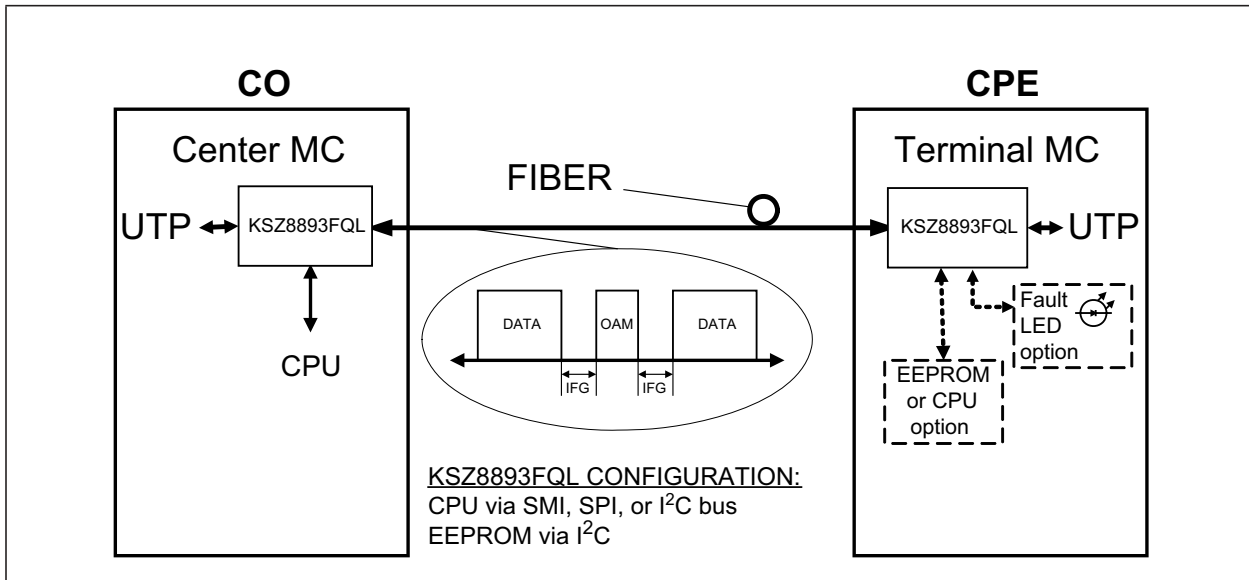 CO
CPE
Center MC
Terminal MC
FIBER
UTP
KSZ8893FQL
KSZ8893FQL
UTP
CPU
DATA
OAM
DATA
IFG
IFG
Fault
LED
option
EEPROM
or CPU
option
KSZ8893FQL CONFIGURATION:
CPU via SMI, SPI, or I²C bus
EEPROM via I²C